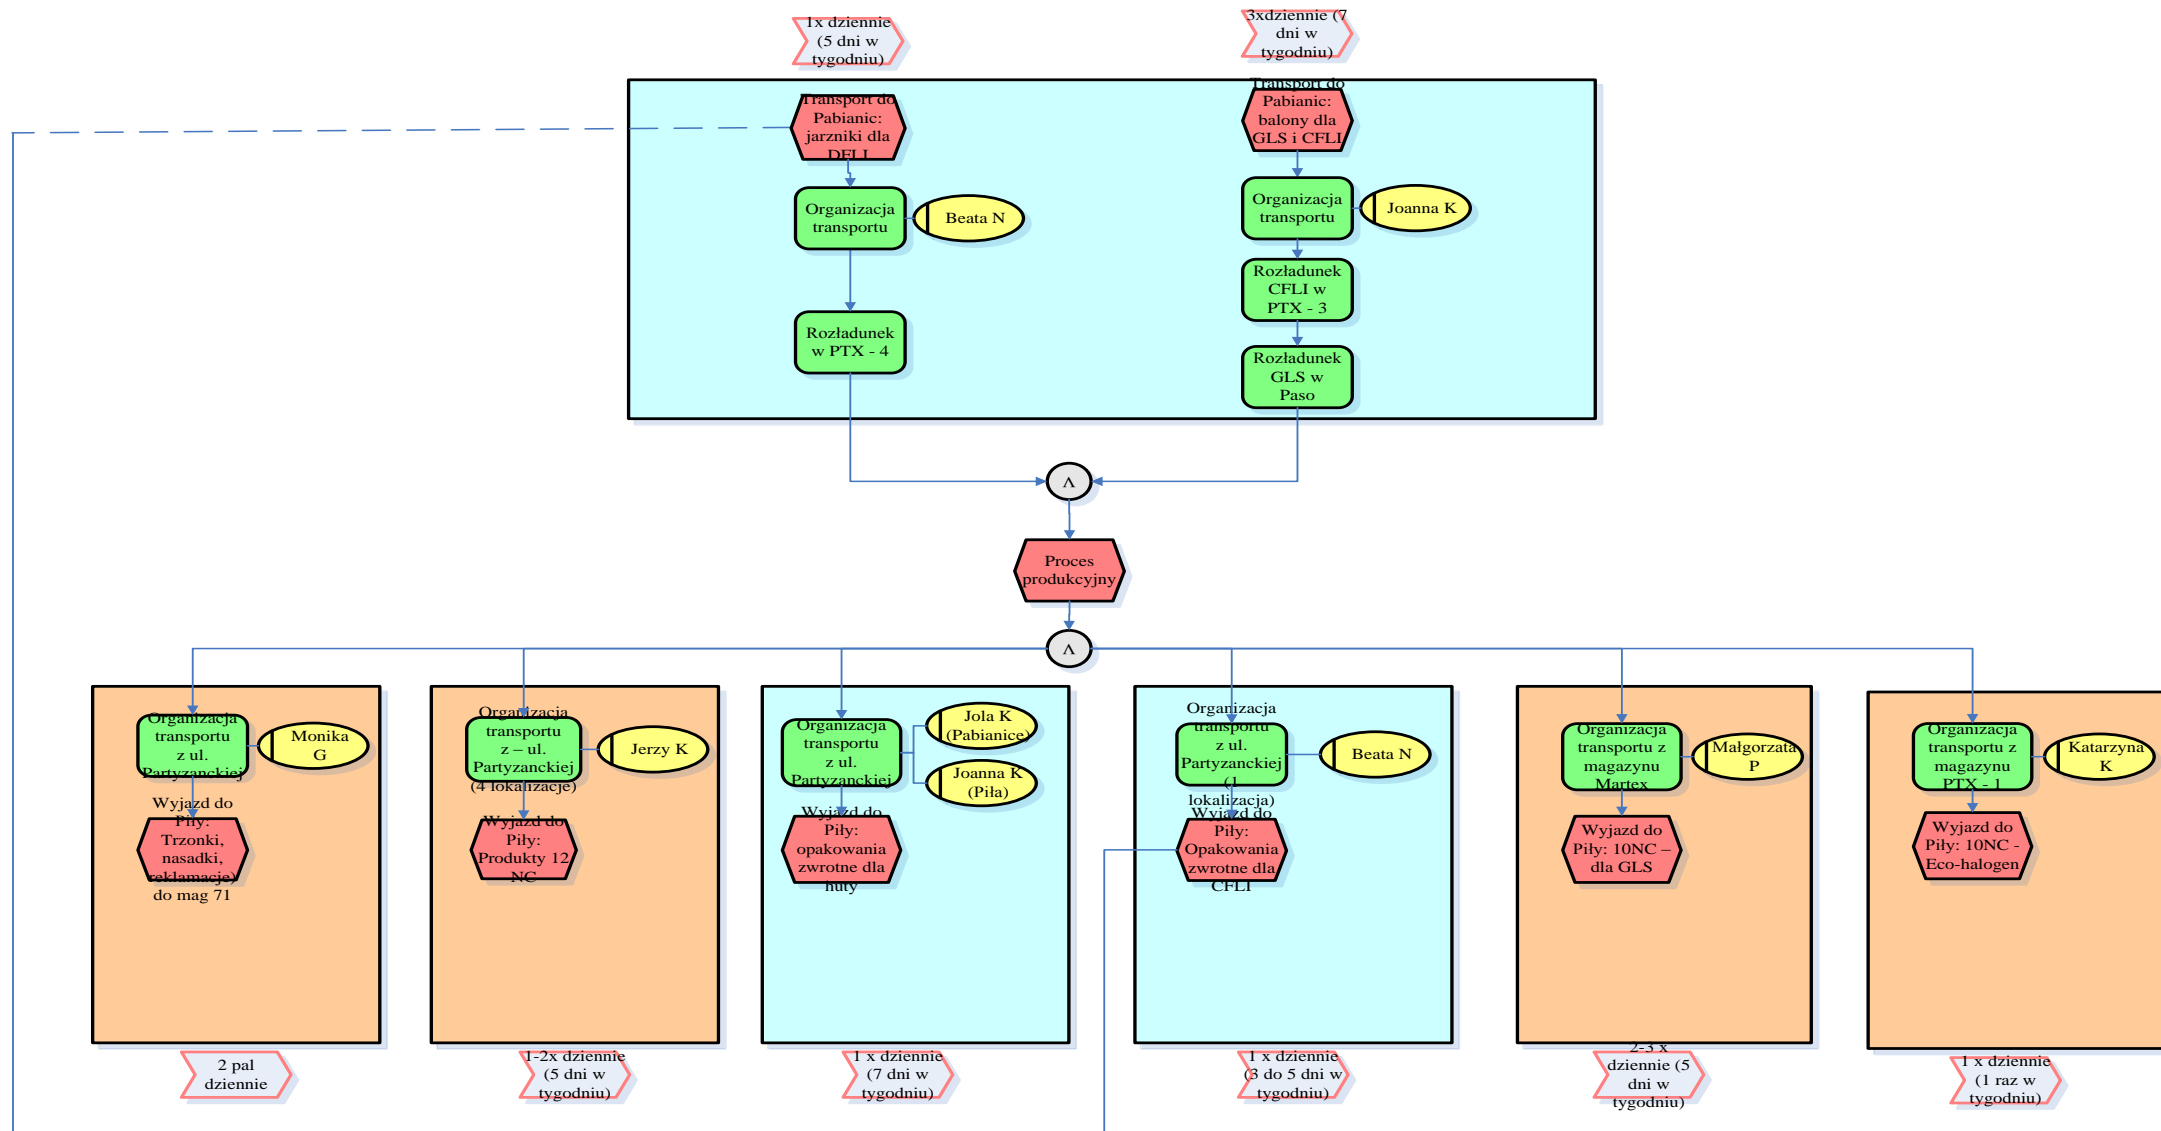 1x dziennie
(5 dni w
tygodniu)
3xdziennie (7
dni w
tygodniu)
Transport do
Pabianic:
jarzniki dla
DFLI
Transport do
Pabianic:
balony dla
GLS i CFLI
Organizacja
transportu
Beata N
Organizacja
transportu
Joanna K
Rozładunek
CFLI w
PTX - 3
Rozładunek
w PTX - 4
Rozładunek
GLS w
Paso
Λ
Proces
produkcyjny
Λ
Organizacja
transportu
z ul.
Partyzanckiej
Monika
G
Wyjazd do
Piły:
Trzonki,
nasadki,
reklamacje)
do mag 71
Organizacja
transportu
z – ul.
Partyzanckiej
(4 lokalizacje)
Jerzy K
Wyjazd do
Piły:
Produkty 12
NC
Organizacja
transportu
z ul.
Partyzanckiej
Jola K
(Pabianice)
Joanna K
(Piła)
Wyjazd do
Piły:
opakowania
zwrotne dla
huty
Organizacja
transportu
z ul.
Partyzanckiej
(1
lokalizacja)
Beata N
Wyjazd do
Piły:
Opakowania
zwrotne dla
CFLI
Organizacja
transportu z
magazynu
Martex
Małgorzata
P
Wyjazd do
Piły: 10NC –
dla GLS
Organizacja
transportu z
magazynu
PTX - 1
Katarzyna
K
Wyjazd do
Piły: 10NC -
Eco-halogen
2 pal
dziennie
1-2x dziennie
(5 dni w
tygodniu)
1 x dziennie
(7 dni w
tygodniu)
1 x dziennie
(3 do 5 dni w
tygodniu)
2-3 x
dziennie (5
dni w
tygodniu)
1 x dziennie
(1 raz w
tygodniu)